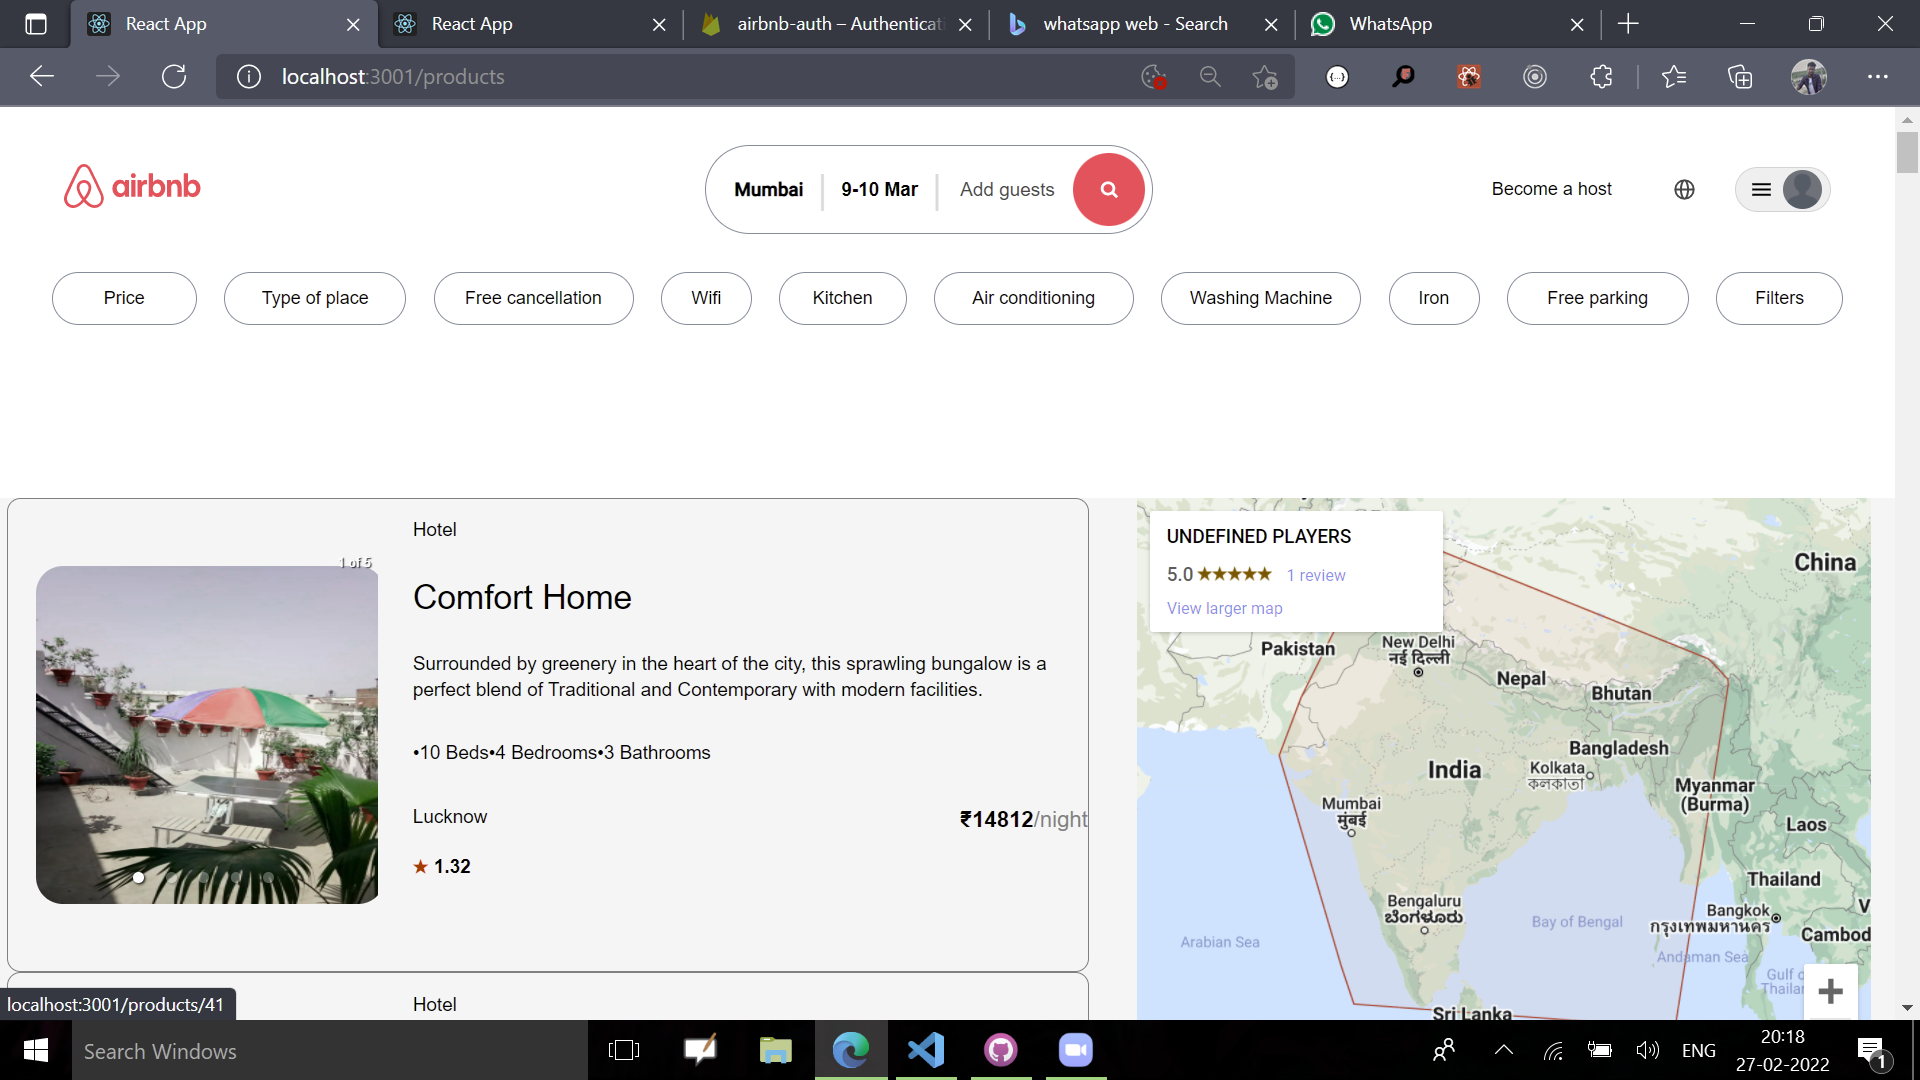 React App
React App
airbnb-auth – Authenticati
whatsapp web - Search
WhatsApp
localhost:3001/products
airbnb
Mumbai
9-10 Mar
Add guests
Become a host
Price
Type of place
Free cancellation
Wifi
Kitchen
Air conditioning
Washing Machine
Iron
Free parking
Filters
Hotel
1 of 5
Comfort Home
Surrounded by greenery in the heart of the city, this sprawling bungalow is a
perfect blend of Traditional and Contemporary with modern facilities.
•10 Beds•4 Bedrooms•3 Bathrooms
Lucknow
₹14812/night
★ 1.32
Hotel
localhost:3001/products/41
UNDEFINED PLAYERS
5.0 ★★★★★ 1 review
View larger map
China
Pakistan
New Delhi
नई दिल्ली
Nepal
Bhutan
Bangladesh
India
Kolkata
কলকাতা
Myanmar
(Burma)
Mumbai
मुंबई
Laos
Thailand
Bengaluru
ಬೆಂಗಳೂರು
Bay of Bengal
Bangkok
กรุงเทพมหานคร
V
Cambod
Arabian Sea
Andaman Sea
Gulf o
Thailan
Sri Lanka
+
Search Windows
ENG
20:18
27-02-2022
1